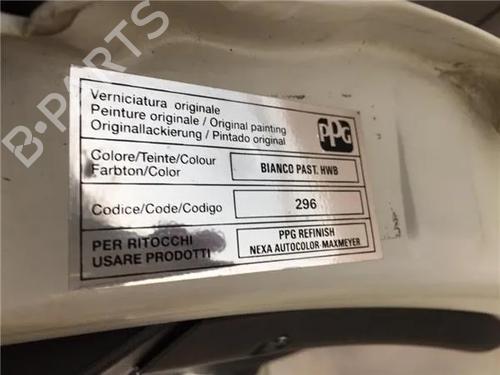 B-PARTS
Verniciatura originale
Peinture originale / Original painting
Originallackierung / Pintado original
PPG
Colore/Teinte/Colour
Farbton/Color
BIANCO PAST. HWB
Codice/Code/Codigo
296
PER RITOCCHI
USARE PRODOTTI
PPG REFINISH
NEXA AUTOCOLOR-MAXMEYER